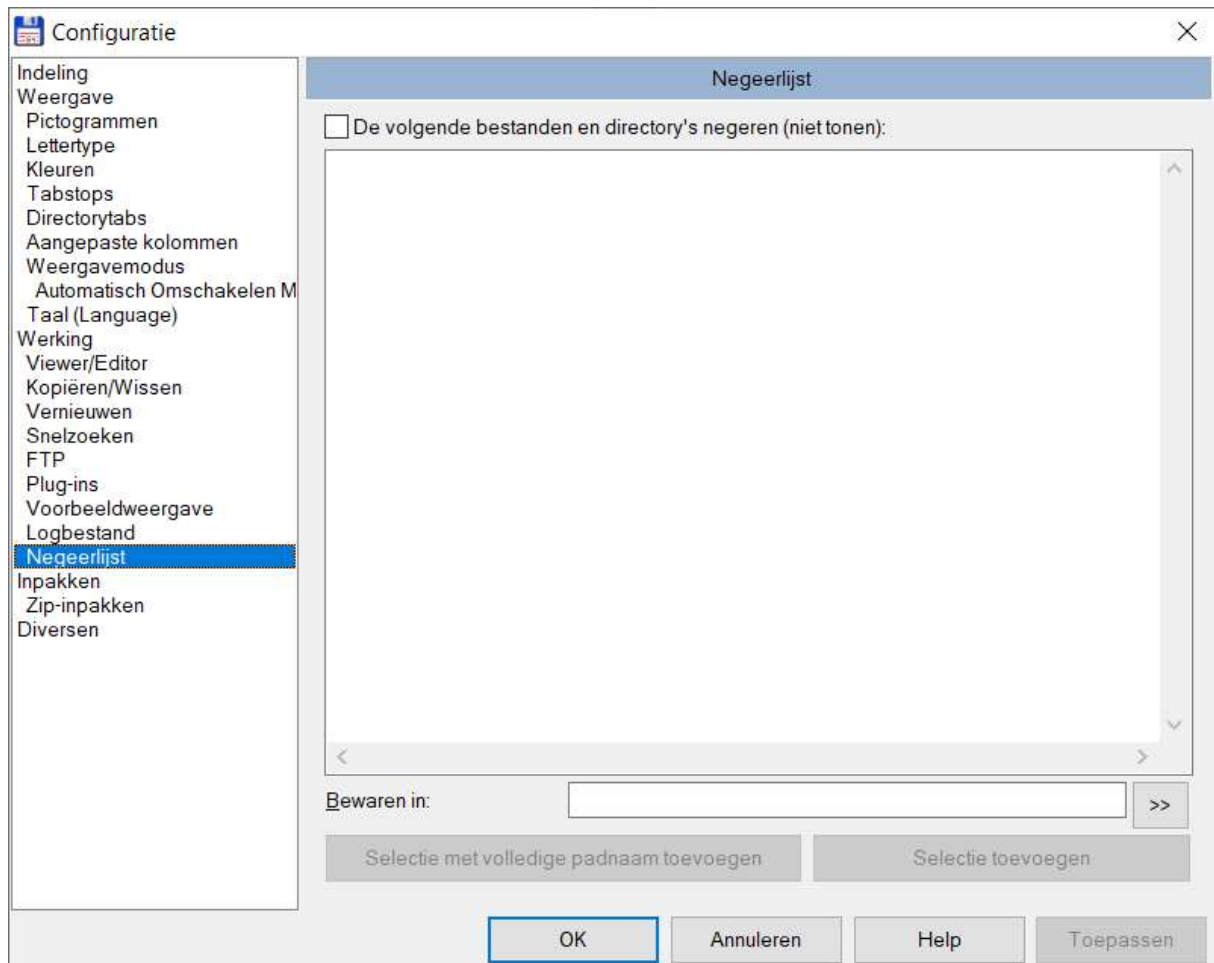 Configuratie
Indeling
Weergave
Pictogrammen
Lettertype
Kleuren
Tabstops
Directorytabs
Aangepaste kolommen
Weergavemodus
Automatisch Omschakelen M
Taal (Language)
Werking
Viewer/Editor
Kopiëren/Wissen
Vernieuwen
Snelzoeken
FTP
Plug-ins
Voorbeeldweergave
Logbestand
Negeerlijst
Inpakken
Zip-inpakken
Diversen
Negeerlijst
De volgende bestanden en directory's negeren (niet tonen):
Bewaren in:
>>
Selectie met volledige padnaam toevoegen
Selectie toevoegen
OK
Annuleren
Help
Toepassen